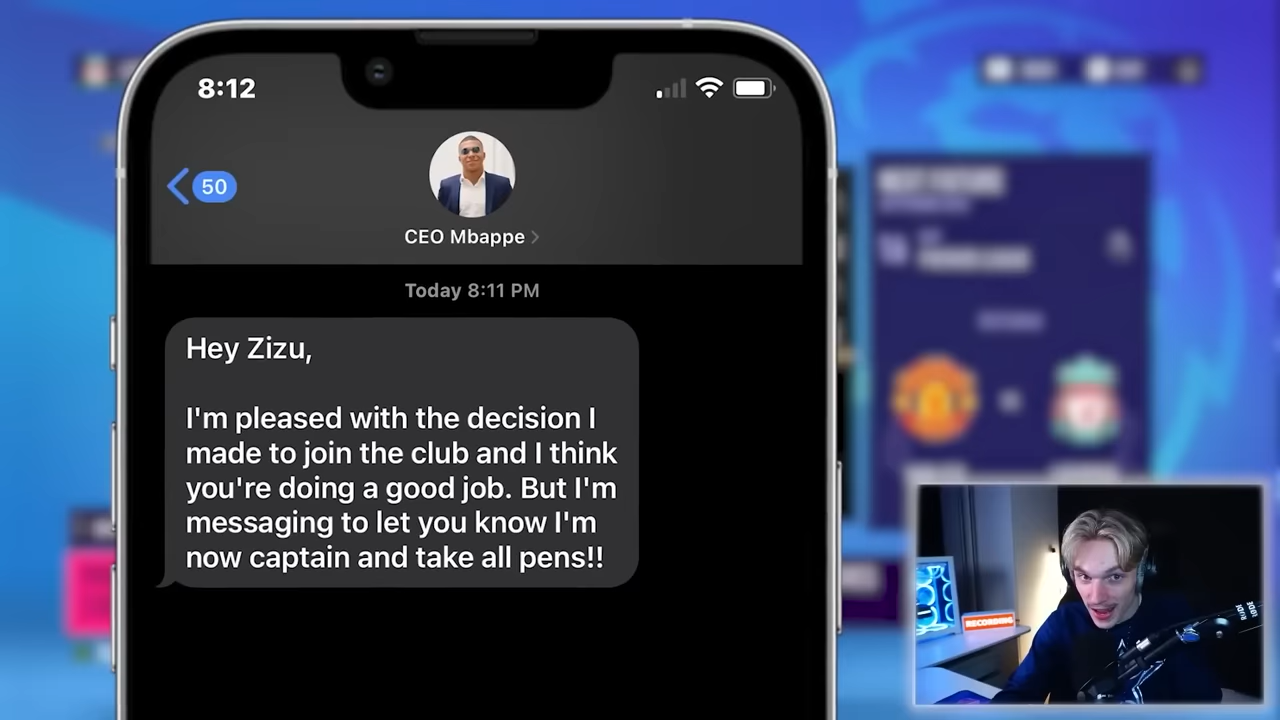 8:12
50
CEO Mbappe
Today 8:11 PM
Hey Zizu,
I'm pleased with the decision I
made to join the club and I think
you're doing a good job. But I'm
messaging to let you know I'm
now captain and take all pens!!
RECORDING
RØDE
RØDE